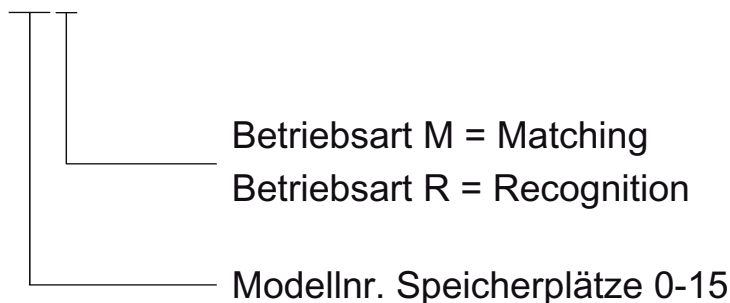 Betriebsart M = Matching
Betriebsart R = Recognition
Modellnr. Speicherplätze 0-15